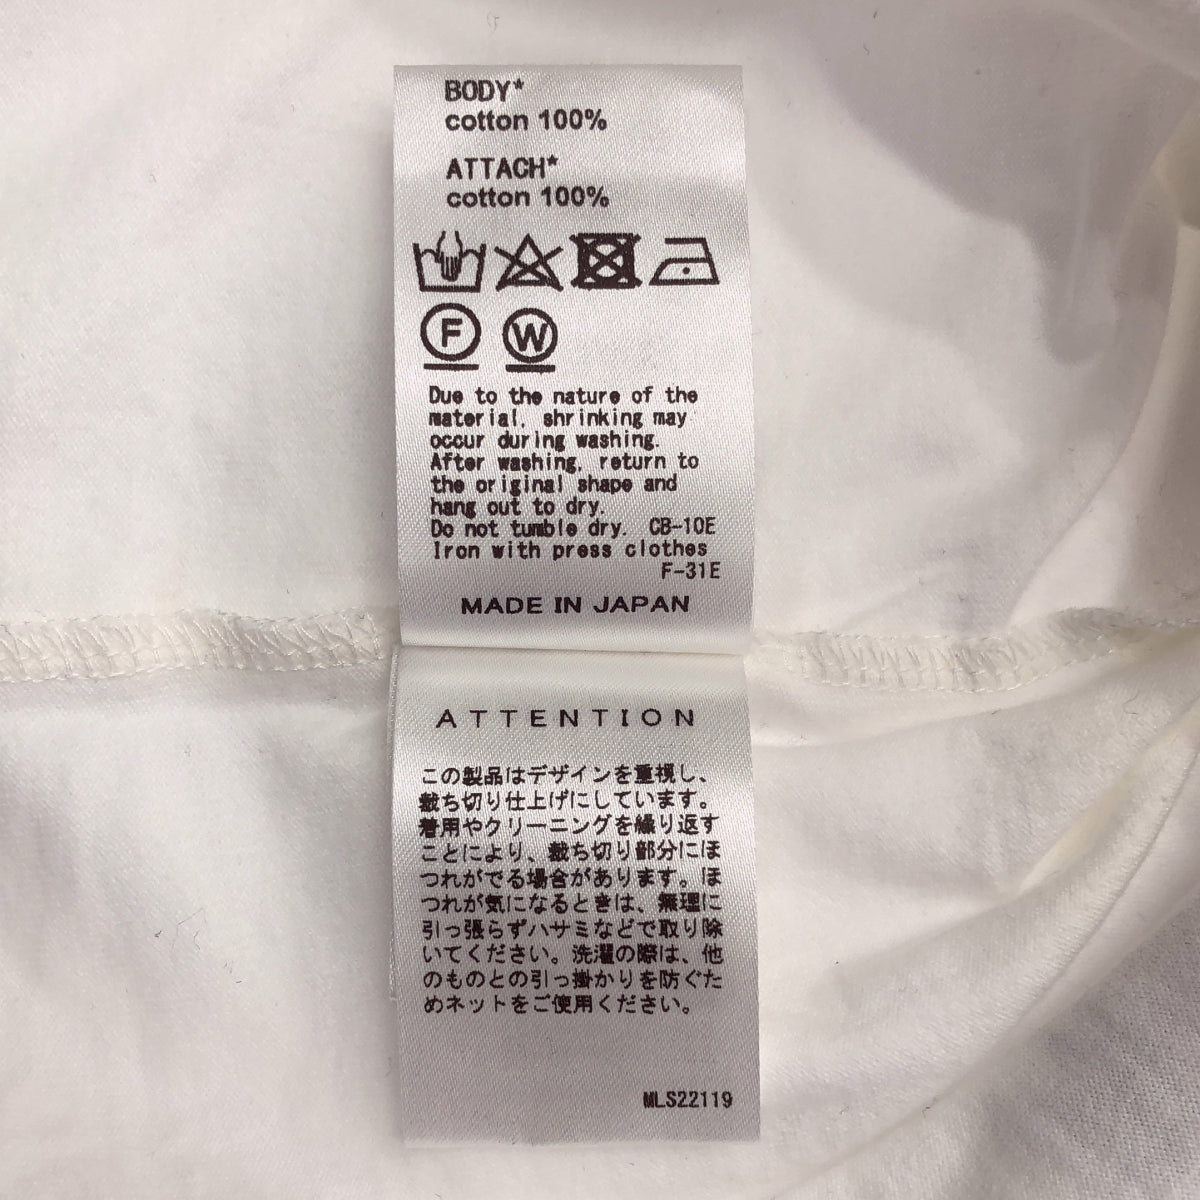 BODY*
cotton 100%
ATTACH*
cotton 100%
F W
Due to the nature of the
material, shrinking may
occur during washing.
After washing, return to
the original shape and
hang out to dry.
Do not tumble dry. CB-10E
Iron with press clothes
F-31E
MADE IN JAPAN
ATTENTION
この製品はデザインを重視し、
裁ち切り仕上げにしています。
着用やクリーニングを繰り返す
ことにより、裁ち切り部分にほ
つれがでる場合があります。ほ
つれが気になるときは、無理に
引っ張らずハサミなどで取り除
いてください。洗濯の際は、他
のものとの引っ掛かりを防ぐた
めネットをご使用ください。
MLS22119